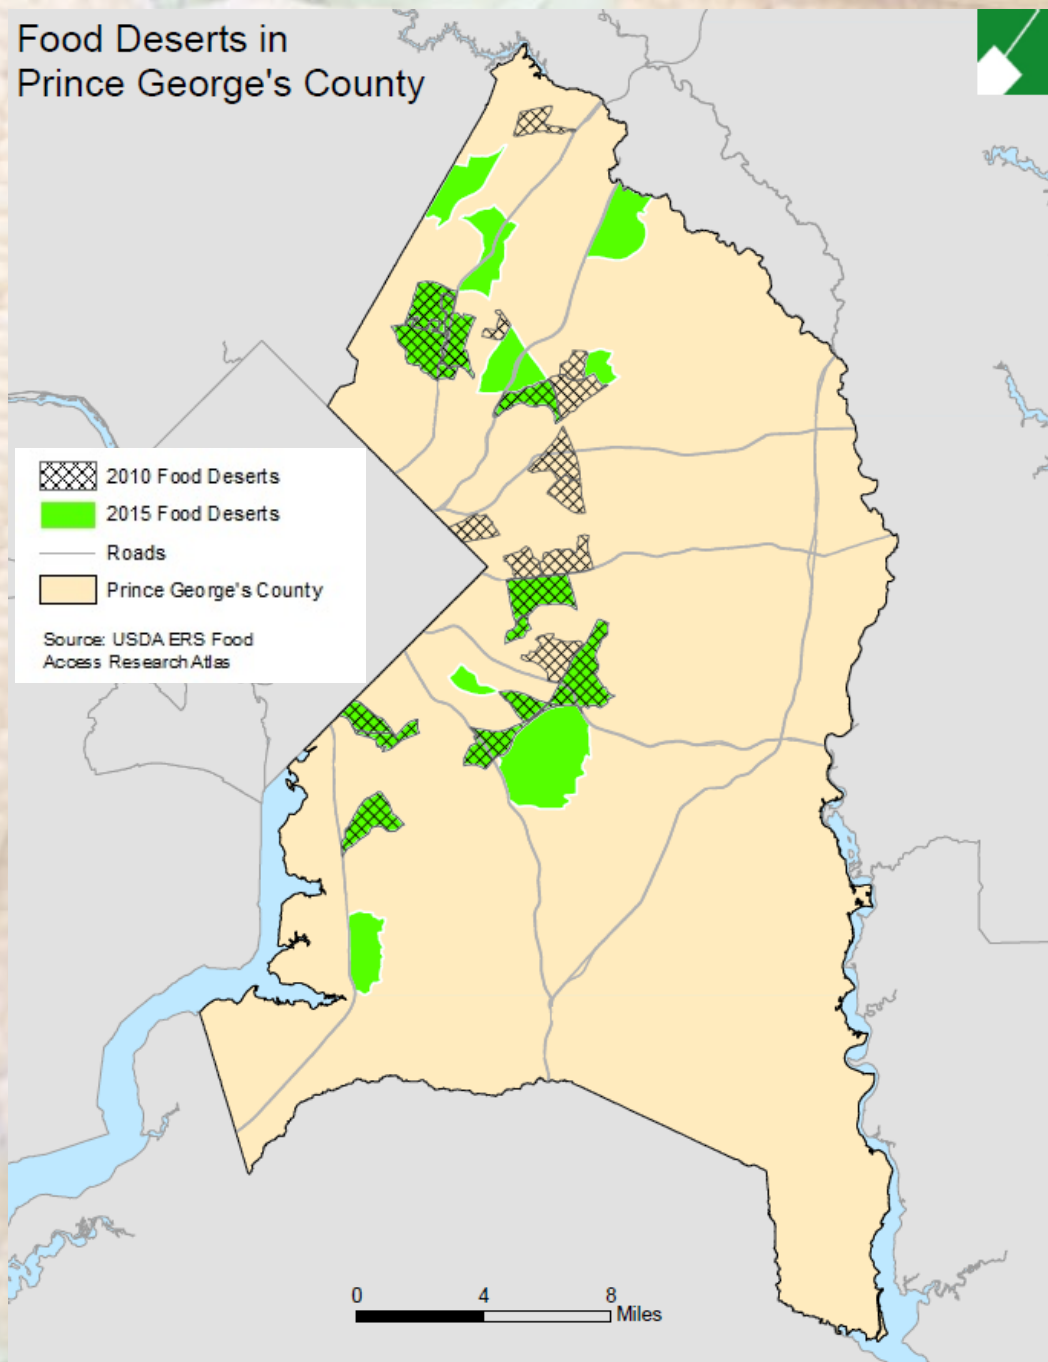 Food Deserts in
Prince George's County
2010 Food Deserts
2015 Food Deserts
Roads
Prince George's County
Source: USDA ERS Food
Access Research Atlas
0 4 8
Miles